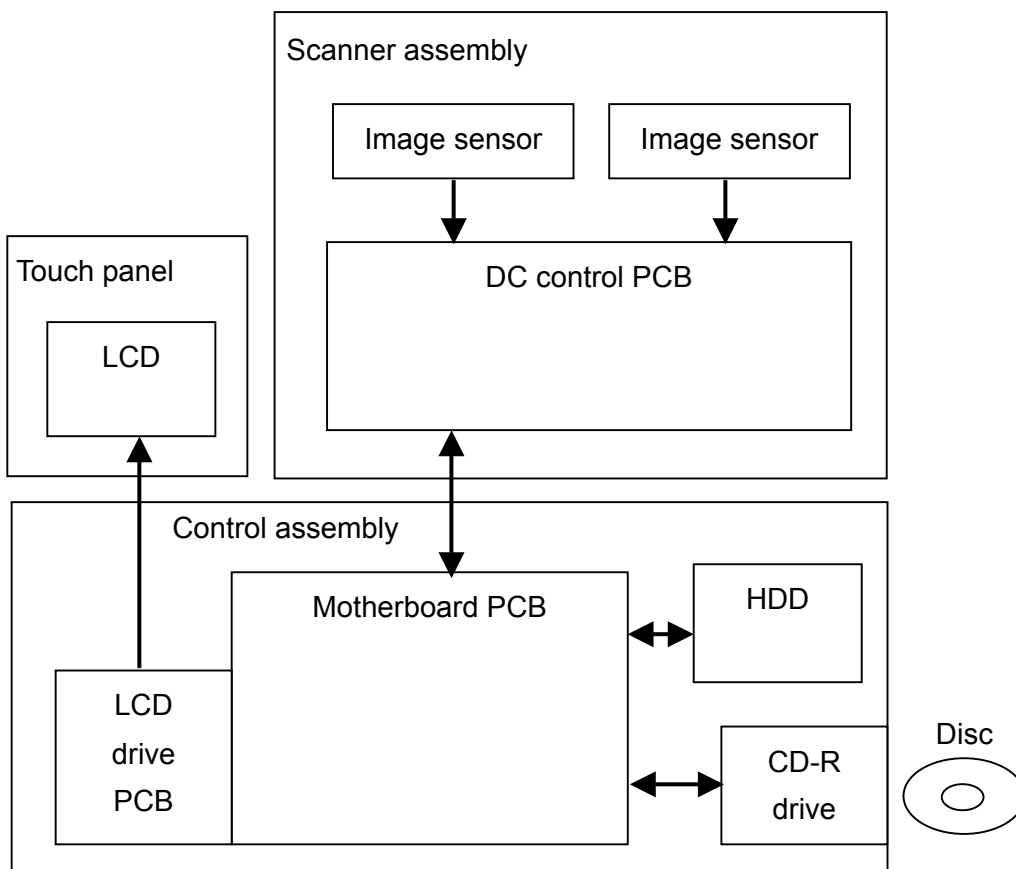 Scanner assembly
Image sensor
Image sensor
DC control PCB
Touch panel
LCD
Control assembly
Motherboard PCB
HDD
LCD
drive
PCB
CD-R
drive
Disc